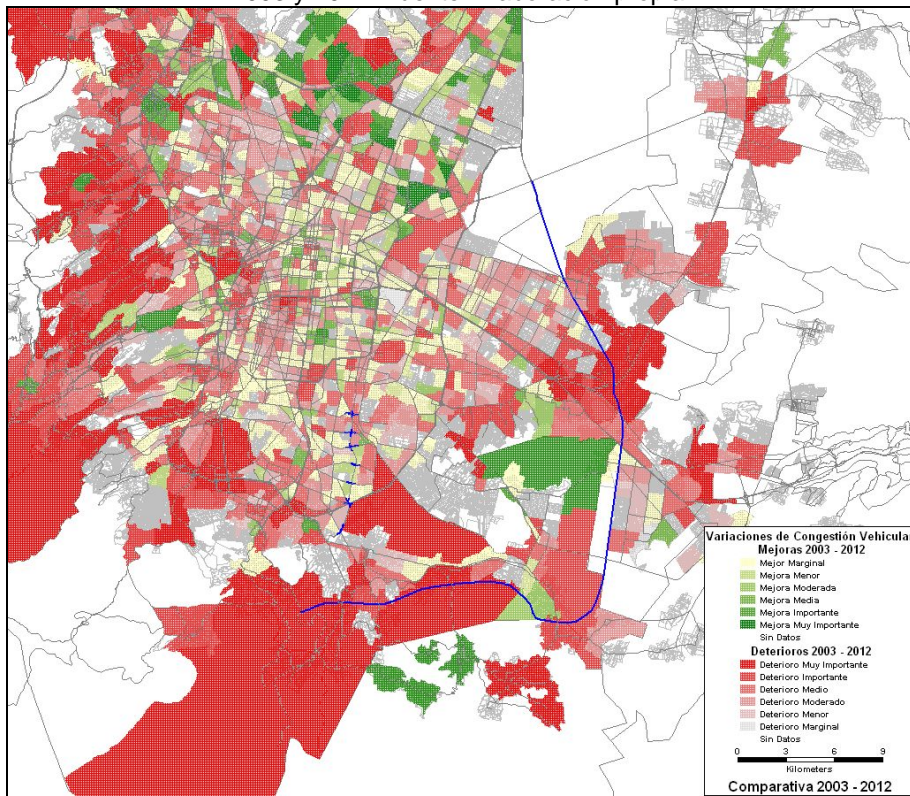 Variaciones de Congestión Vehicular
Mejoras 2003 - 2012
Mejor Marginal
Mejora Menor
Mejora Moderada
Mejora Media
Mejora Importante
Mejora Muy Importante
Sin Datos
Deterioros 2003 - 2012
Deterioro Muy Importante
Deterioro Importante
Deterioro Medio
Deterioro Moderado
Deterioro Menor
Deterioro Marginal
Sin Datos
0 3 6 9
Kilometers
Comparativa 2003 - 2012